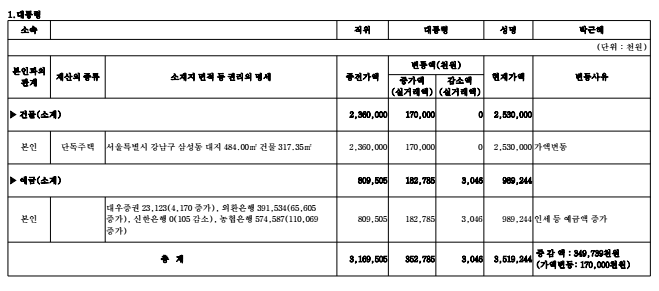 1.대통령
소속 직위 대통령 성명 박근혜
(단위 : 천원)
본인과의 관계 재산의 종류 소재지 면적 등 권리의 명세 종전가액 변동액(천원) 현재가액 변동사유
증가액 (실거래액) 감소액 (실거래액)
▶ 건물(소계) 2,360,000 170,000 0 2,530,000
본인 단독주택 서울특별시 강남구 삼성동 대지 484.00㎡ 건물 317.35㎡ 2,360,000 170,000 0 2,530,000 가액변동
▶ 예금(소계) 809,505 182,785 3,046 989,244
본인 대우증권 23,123(4,170 증가), 외환은행 391,534(65,605
증가), 신한은행 0(105 감소), 농협은행 574,587(110,069
증가) 809,505 182,785 3,046 989,244 인세 등 예금액 증가
총 계 3,169,505 352,785 3,046 3,519,244 증 감 액 : 349,739천원
(가액변동: 170,000천원)